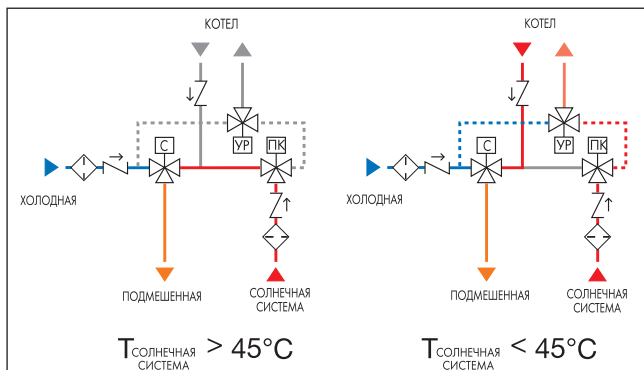 КОТЕЛ
С
УР
ПК
ХОЛОДНАЯ
ПОДМЕШЕННАЯ
СОЛНЕЧНАЯ
СИСТЕМА
TСОЛНЕЧНАЯ СИСТЕМА > 45°C
КОТЕЛ
С
УР
ПК
ХОЛОДНАЯ
ПОДМЕШЕННАЯ
СОЛНЕЧНАЯ
СИСТЕМА
TСОЛНЕЧНАЯ СИСТЕМА < 45°C